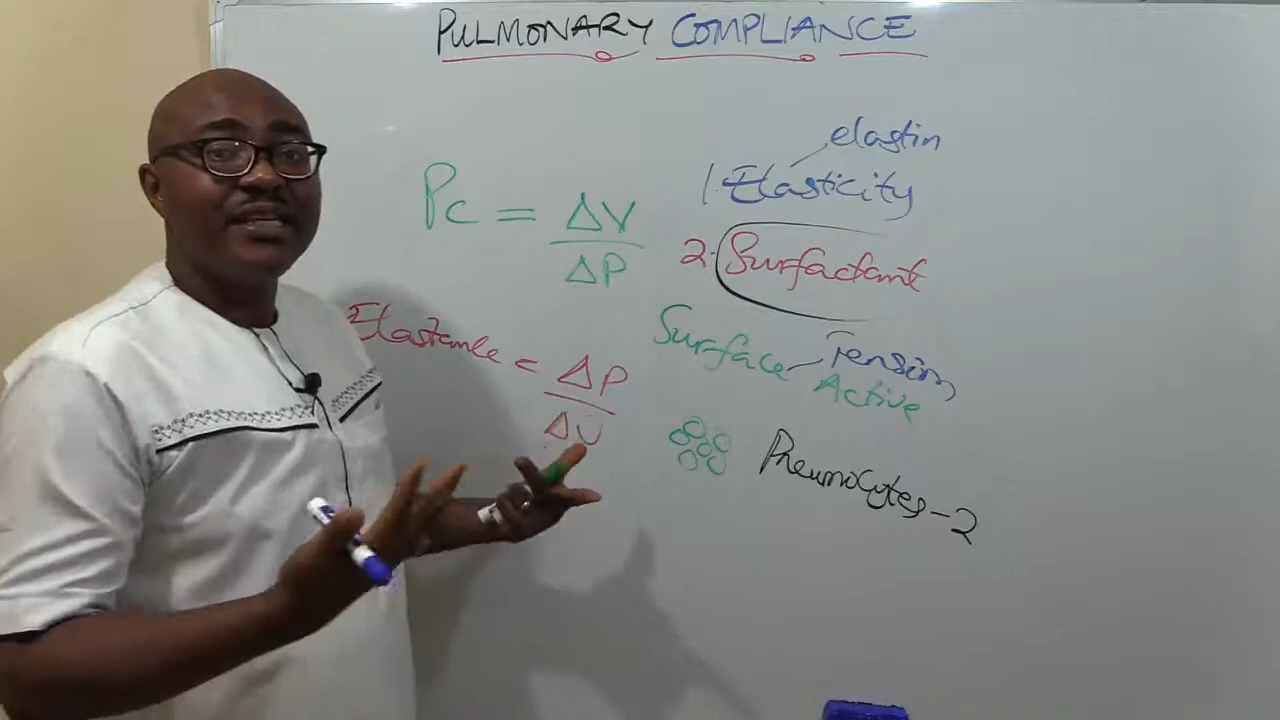 PULMONARY COMPLIANCE
elastin
1. Elasticity
Pc = ΔV
ΔP
2. Surfactant
Surface - Tension
Active
Elastance = ΔP
ΔV
Pneumocytes-2